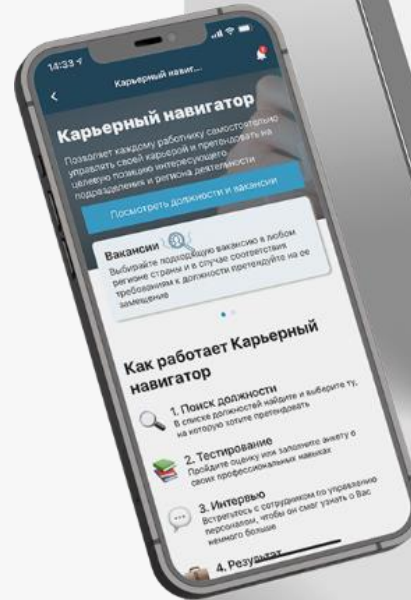 14:33
Карьерный навиг...
Карьерный навигатор
Позволяет каждому работнику самостоятельно
управлять своей карьерой и претендовать на
целевую позицию интересующего
подразделения и региона деятельности
Посмотреть должности и вакансии
Вакансии
Выбирайте подходящую вакансию в любом
регионе страны и в случае соответствия
требованиям к должности претендуйте на ее
замещение
Как работает Карьерный
навигатор
1. Поиск должности
В списке должностей найдите и выберите ту,
на которую хотите претендовать
2. Тестирование
Пройдите оценку или заполните анкету о
своих профессиональных навыках
3. Интервью
Встретьтесь с сотрудником по управлению
персоналом, чтобы он смог узнать о Вас
немного больше
4. Результат